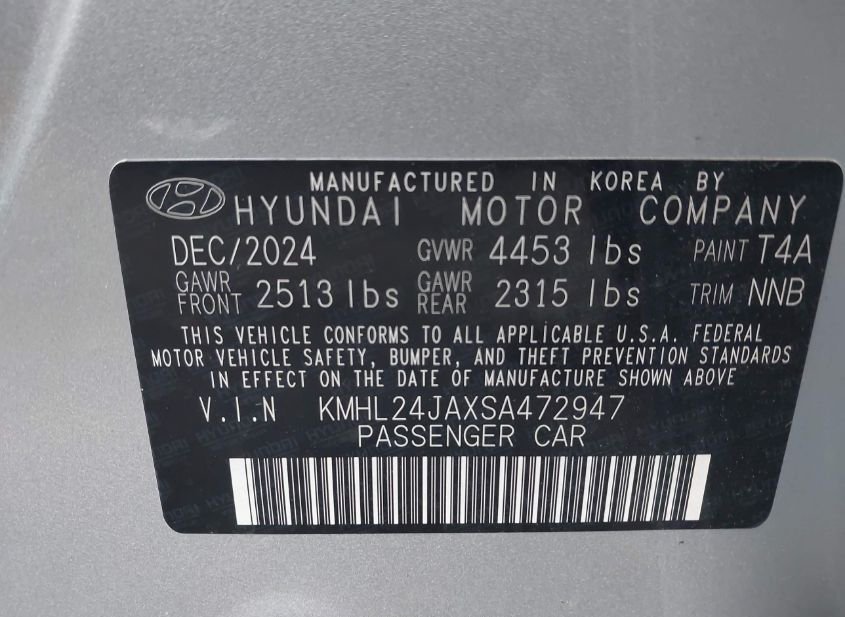 MANUFACTURED IN KOREA BY
HYUNDAI MOTOR COMPANY
DEC/2024 GVWR 4453 lbs PAINT T4A
GAWR FRONT 2513 lbs GAWR REAR 2315 lbs TRIM NNB
THIS VEHICLE CONFORMS TO ALL APPLICABLE U.S.A. FEDERAL
MOTOR VEHICLE SAFETY, BUMPER, AND THEFT PREVENTION STANDARDS
IN EFFECT ON THE DATE OF MANUFACTURE SHOWN ABOVE
V.I.N KMHL24JAXSA472947
PASSENGER CAR